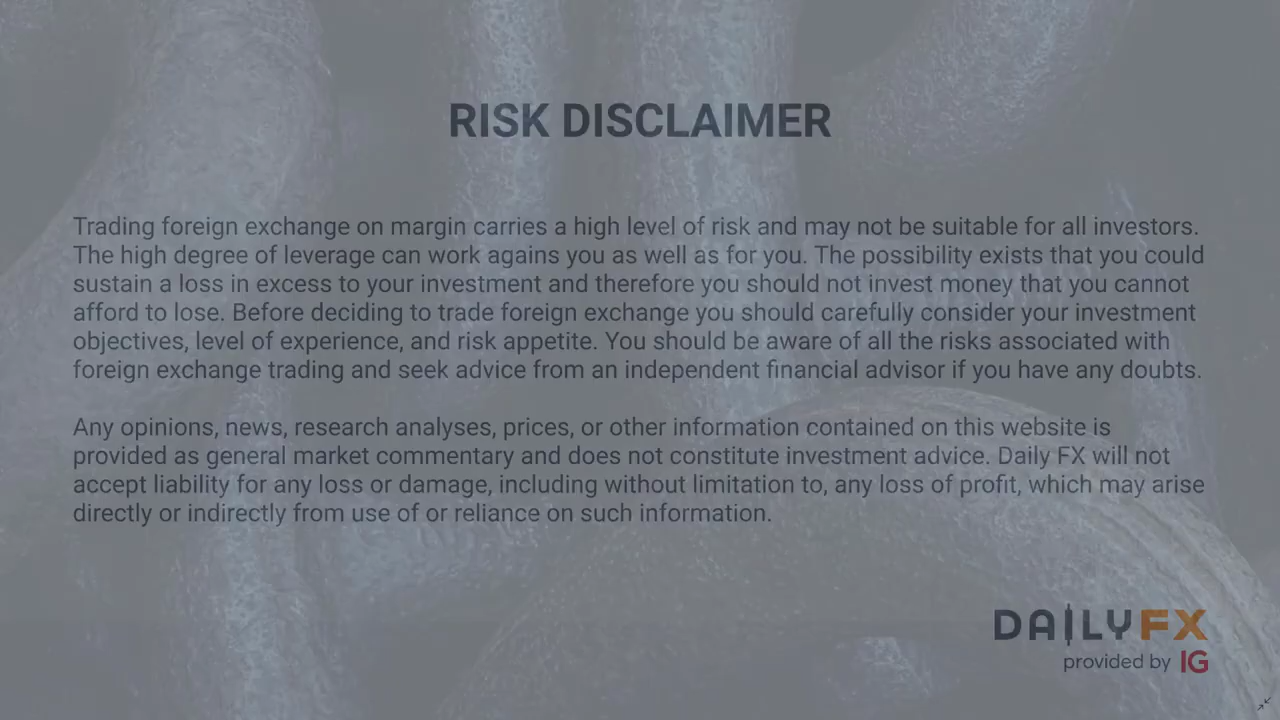 RISK DISCLAIMER
Trading foreign exchange on margin carries a high level of risk and may not be suitable for all investors.
The high degree of leverage can work agains you as well as for you. The possibility exists that you could
sustain a loss in excess to your investment and therefore you should not invest money that you cannot
afford to lose. Before deciding to trade foreign exchange you should carefully consider your investment
objectives, level of experience, and risk appetite. You should be aware of all the risks associated with
foreign exchange trading and seek advice from an independent financial advisor if you have any doubts.
Any opinions, news, research analyses, prices, or other information contained on this website is
provided as general market commentary and does not constitute investment advice. Daily FX will not
accept liability for any loss or damage, including without limitation to, any loss of profit, which may arise
directly or indirectly from use of or reliance on such information.
DAILYFX
provided by IG